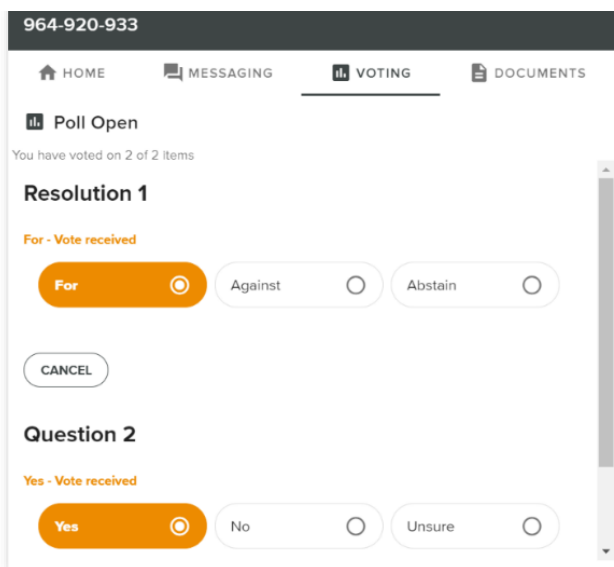 964-920-933
HOME MESSAGING VOTING DOCUMENTS
Poll Open
You have voted on 2 of 2 items
Resolution 1
For - Vote received
For Against Abstain
CANCEL
Question 2
Yes - Vote received
Yes No Unsure